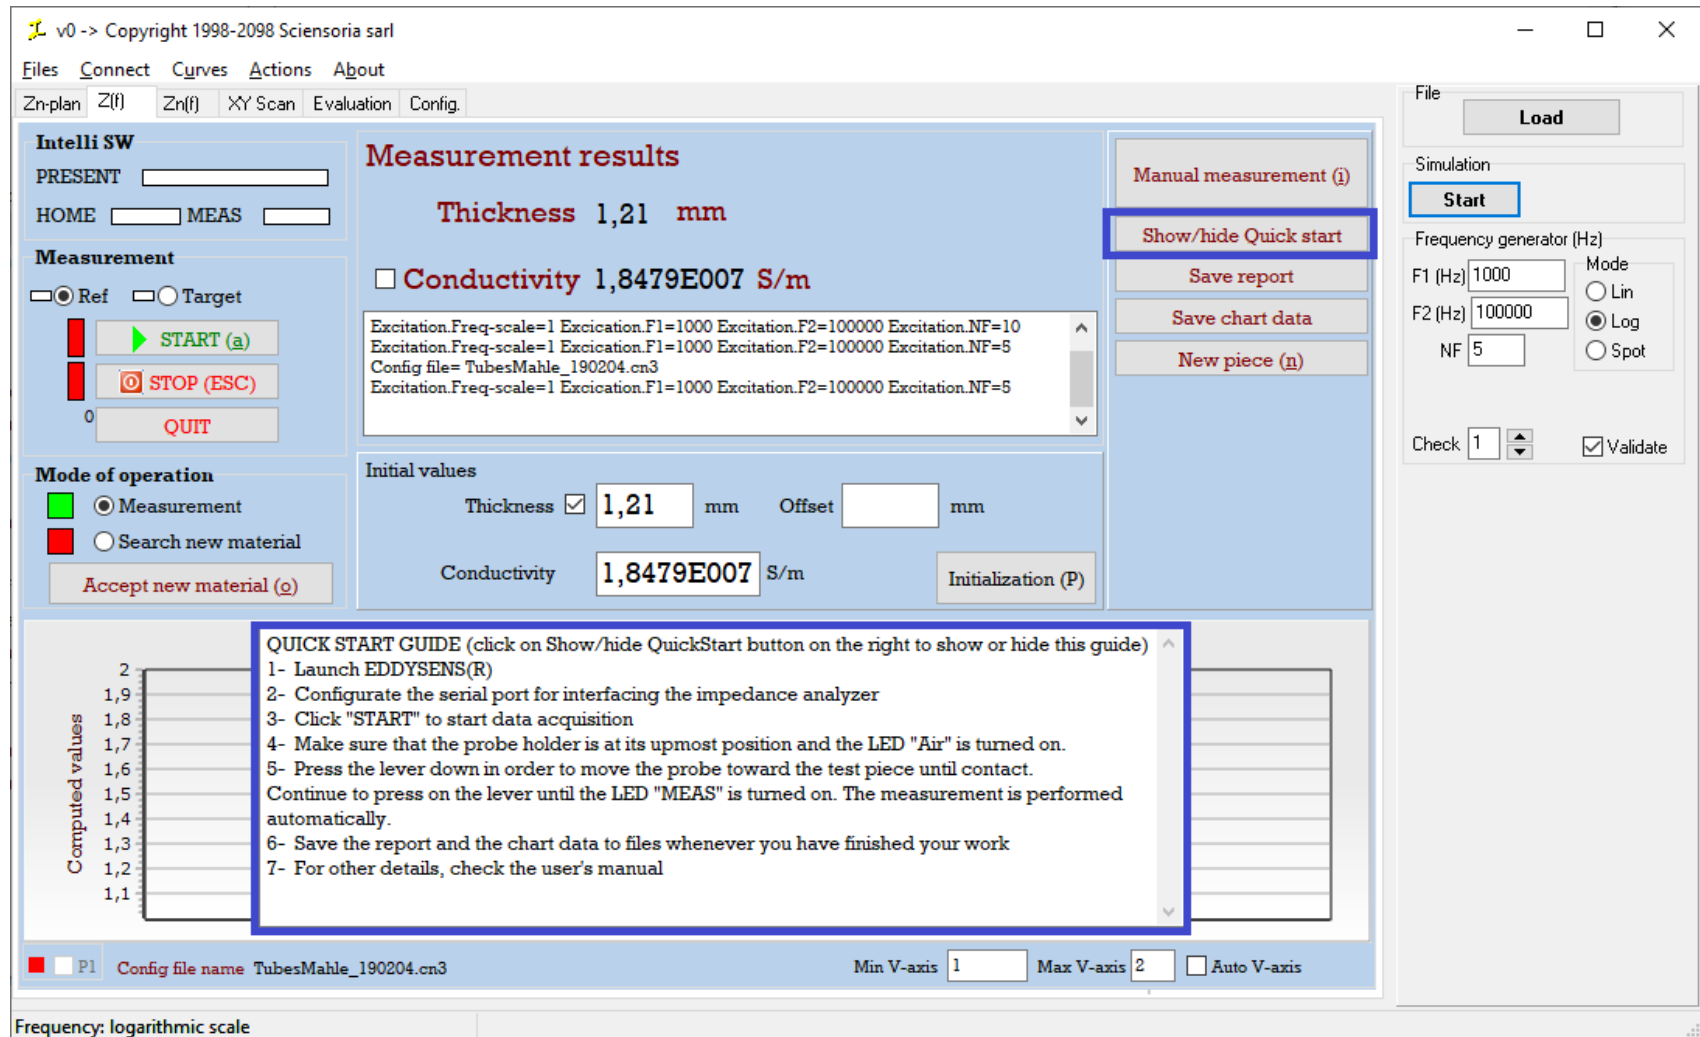 v0 -> Copyright 1998-2098 Sciensoria sarl
Files Connect Curves Actions About
Zn-plan Z(f) Zn(f) XY Scan Evaluation Config.
Intelli SW
PRESENT
HOME MEAS
Measurement
Ref Target
START (a)
STOP (ESC)
0
QUIT
Mode of operation
Measurement
Search new material
Accept new material (o)
Measurement results
Thickness 1,21 mm
Conductivity 1,8479E007 S/m
Excitation.Freq-scale=1 Excication.F1=1000 Excitation.F2=100000 Excitation.NF=10
Excitation.Freq-scale=1 Excication.F1=1000 Excitation.F2=100000 Excitation.NF=5
Config file= TubesMahle_190204.cn3
Excitation.Freq-scale=1 Excication.F1=1000 Excitation.F2=100000 Excitation.NF=5
Initial values
Thickness 1,21 mm Offset mm
Conductivity 1,8479E007 S/m Initialization (P)
Manual measurement (i)
Show/hide Quick start
Save report
Save chart data
New piece (n)
File
Load
Simulation
Start
Frequency generator (Hz)
F1 (Hz) 1000
F2 (Hz) 100000
NF 5
Mode
Lin
Log
Spot
Check 1 Validate
Computed values
2
1,9
1,8
1,7
1,6
1,5
1,4
1,3
1,2
1,1
QUICK START GUIDE (click on Show/hide QuickStart button on the right to show or hide this guide)
1- Launch EDDYSENS(R)
2- Configurate the serial port for interfacing the impedance analyzer
3- Click "START" to start data acquisition
4- Make sure that the probe holder is at its upmost position and the LED "Air" is turned on.
5- Press the lever down in order to move the probe toward the test piece until contact.
Continue to press on the lever until the LED "MEAS" is turned on. The measurement is performed
automatically.
6- Save the report and the chart data to files whenever you have finished your work
7- For other details, check the user's manual
P1 Config file name TubesMahle_190204.cn3 Min V-axis 1 Max V-axis 2 Auto V-axis
Frequency: logarithmic scale